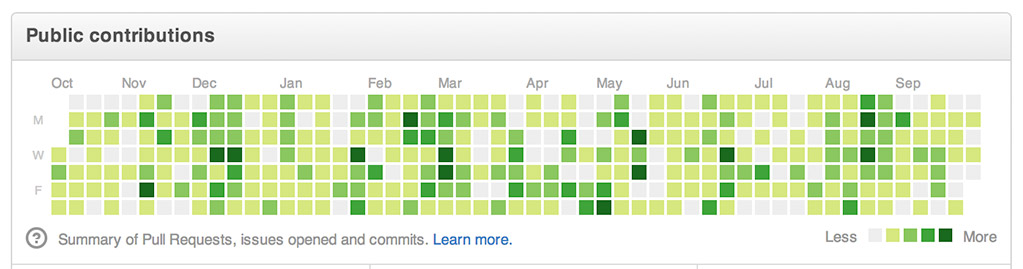 Public contributions
Oct Nov Dec Jan Feb Mar Apr May Jun Jul Aug Sep
M
W
F
? Summary of Pull Requests, issues opened and commits. Learn more. Less More